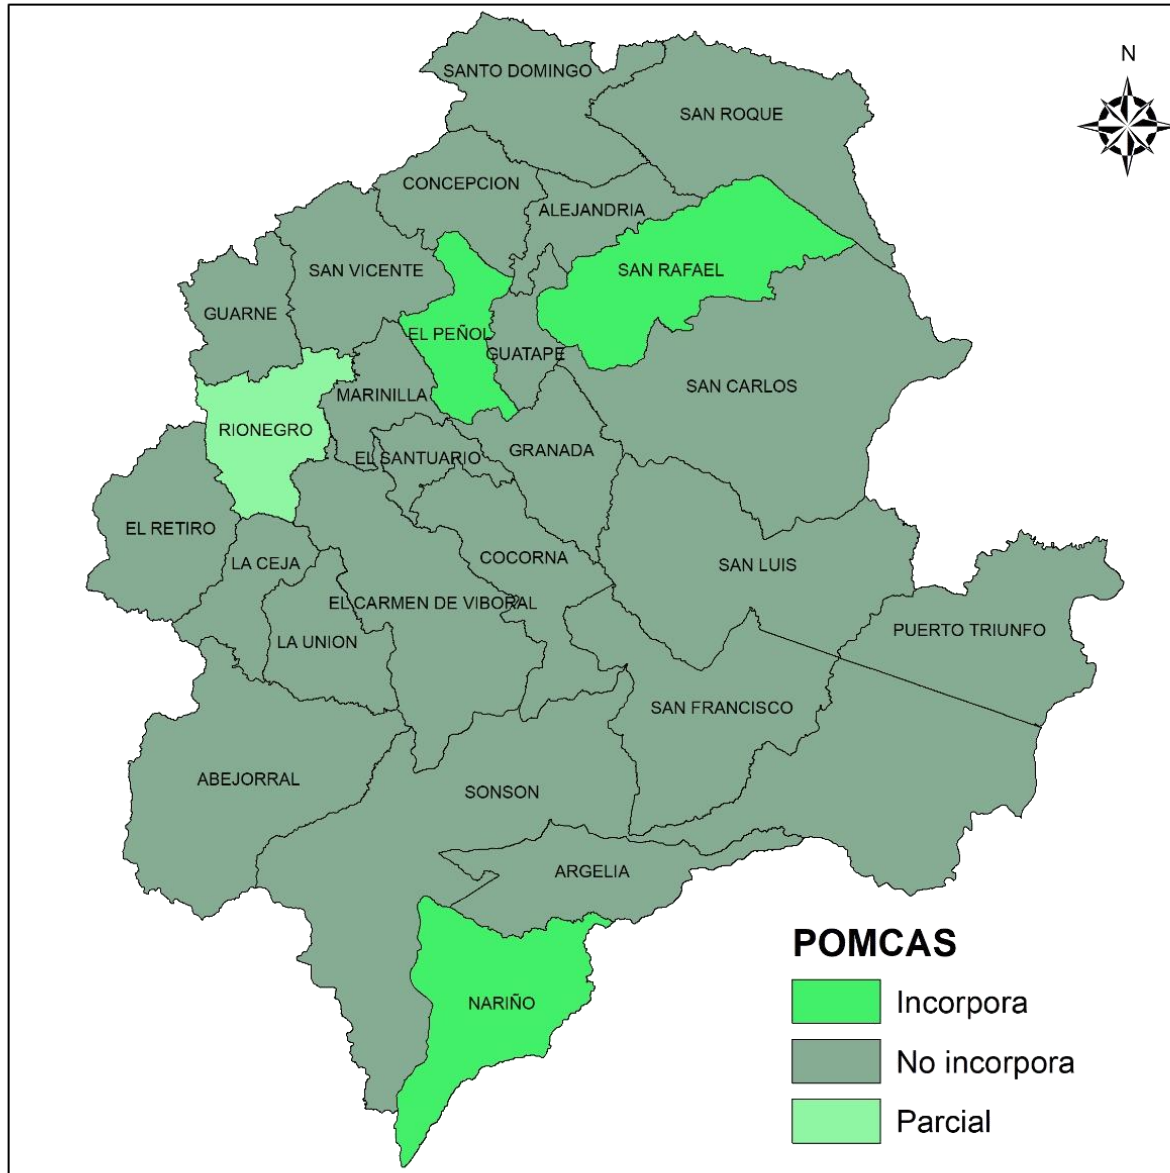 N
SANTO DOMINGO
SAN ROQUE
CONCEPCION
ALEJANDRIA
SAN VICENTE
SAN RAFAEL
GUARNE
EL PEÑOL
GUATAPE
SAN CARLOS
MARINILLA
RIONEGRO
GRANADA
EL SANTUARIO
EL RETIRO
COCORNA
LA CEJA
SAN LUIS
EL CARMEN DE VIBORAL
PUERTO TRIUNFO
LA UNION
SAN FRANCISCO
ABEJORRAL
SONSON
ARGELIA
NARIÑO
POMCAS
Incorpora
No incorpora
Parcial